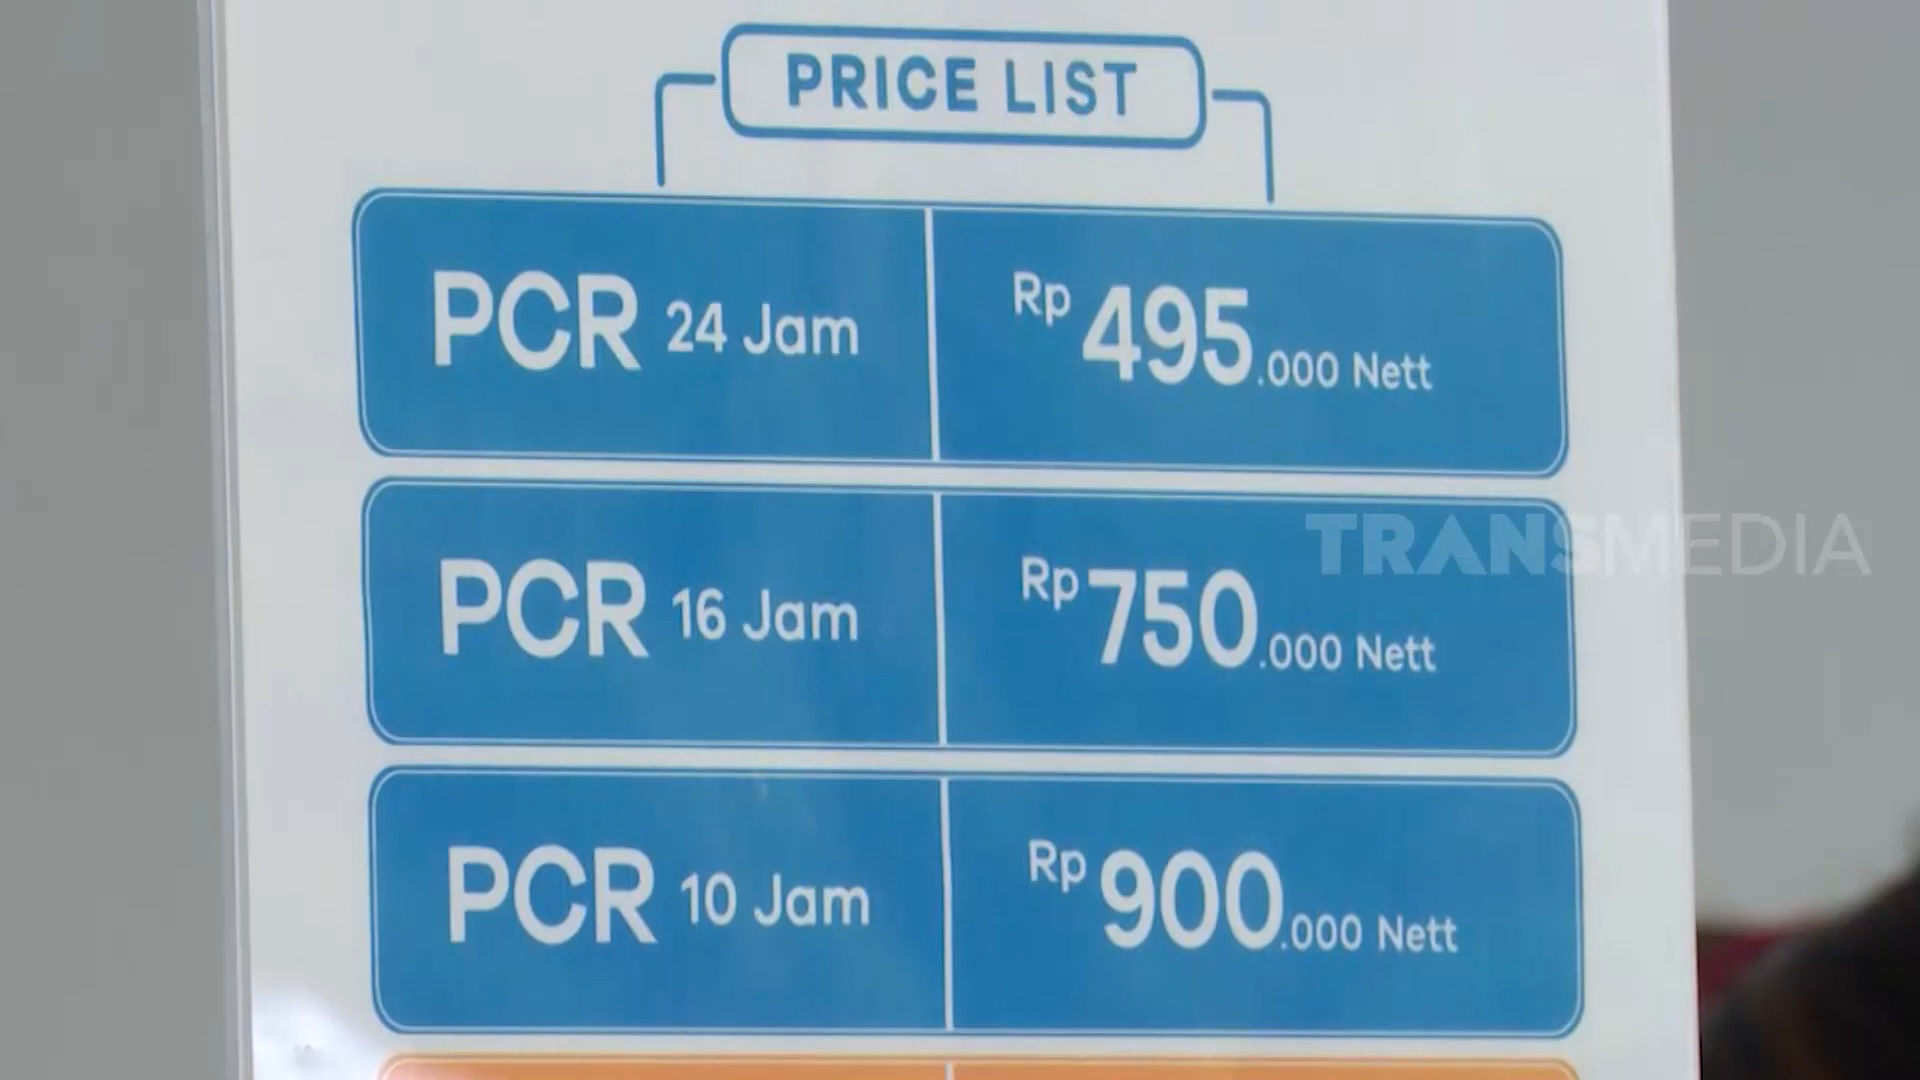 PRICE LIST
PCR 24 Jam Rp 495.000 Nett
TRANSMEDIA
PCR 16 Jam Rp 750.000 Nett
PCR 10 Jam Rp 900.000 Nett